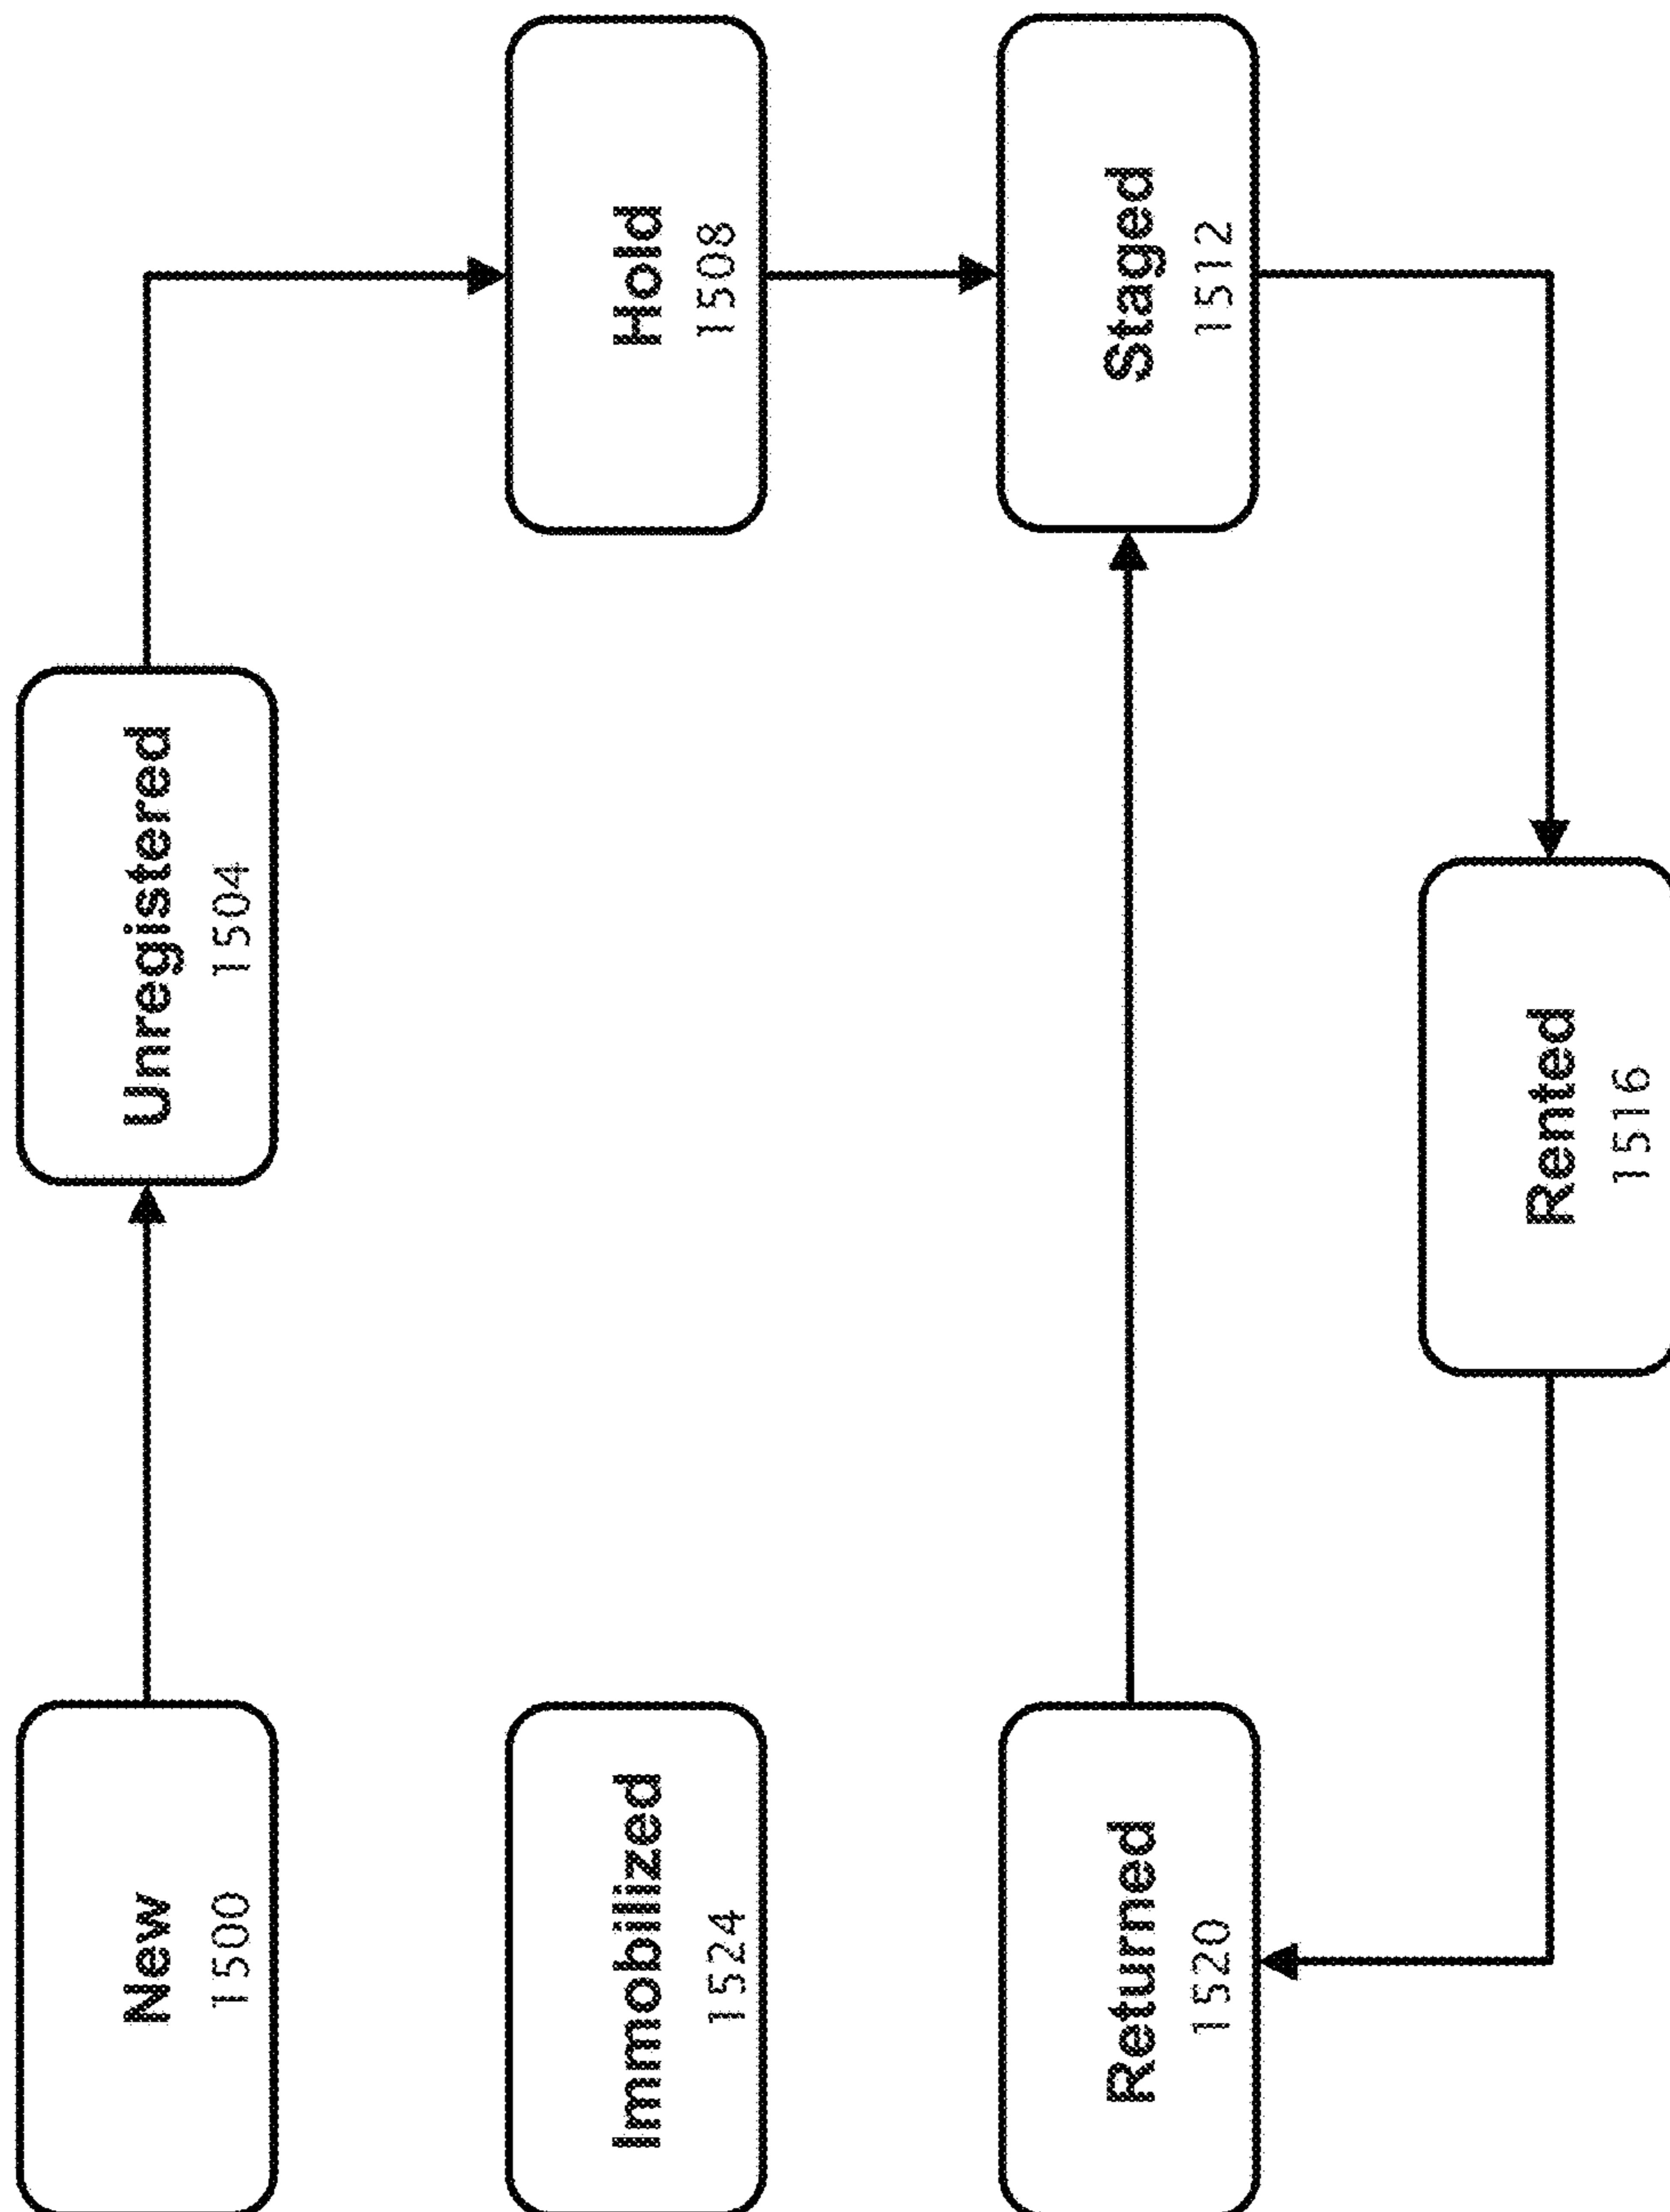 New
1500
Unregistered
1504
Immobilized
1524
Hold
1508
Returned
1520
Staged
1512
Rented
1516